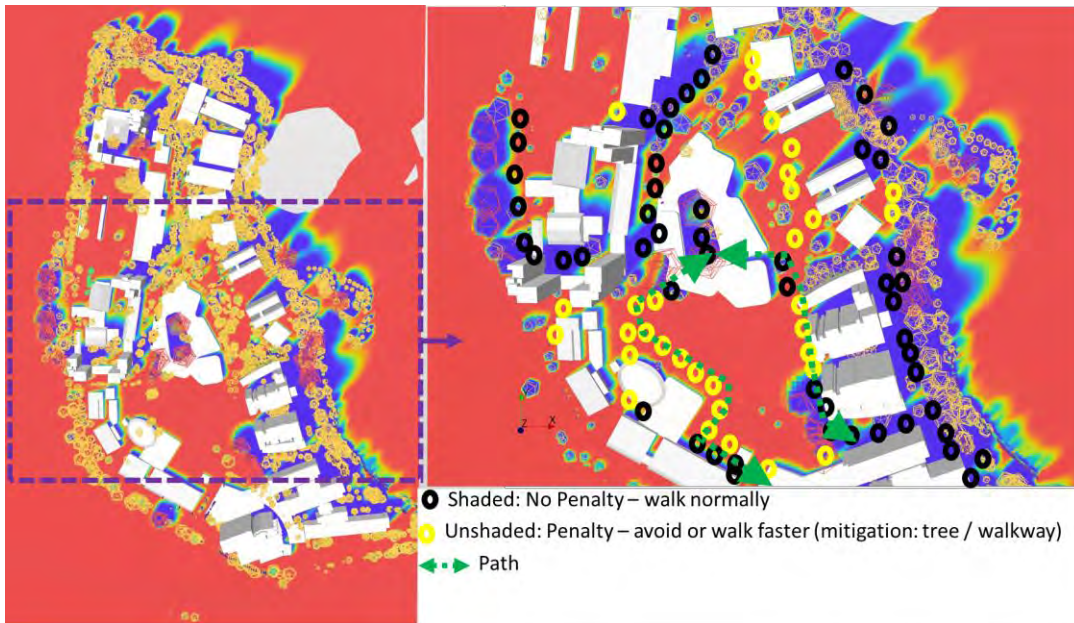 Z
X
Shaded: No Penalty – walk normally
Unshaded: Penalty – avoid or walk faster (mitigation: tree / walkway)
Path